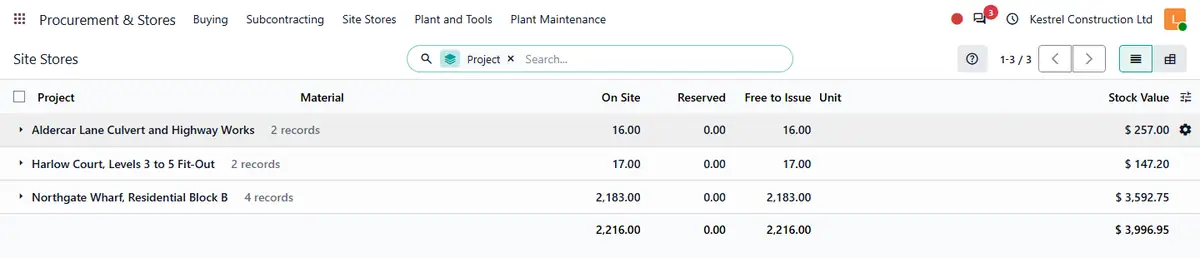 Procurement & Stores Buying Subcontracting Site Stores Plant and Tools Plant Maintenance 3 Kestrel Construction Ltd L
Site Stores Project × Search... 1-3 / 3
Project Material On Site Reserved Free to Issue Unit Stock Value
Aldercar Lane Culvert and Highway Works 2 records 16.00 0.00 16.00 $ 257.00
Harlow Court, Levels 3 to 5 Fit-Out 2 records 17.00 0.00 17.00 $ 147.20
Northgate Wharf, Residential Block B 4 records 2,183.00 0.00 2,183.00 $ 3,592.75
2,216.00 0.00 2,216.00 $ 3,996.95